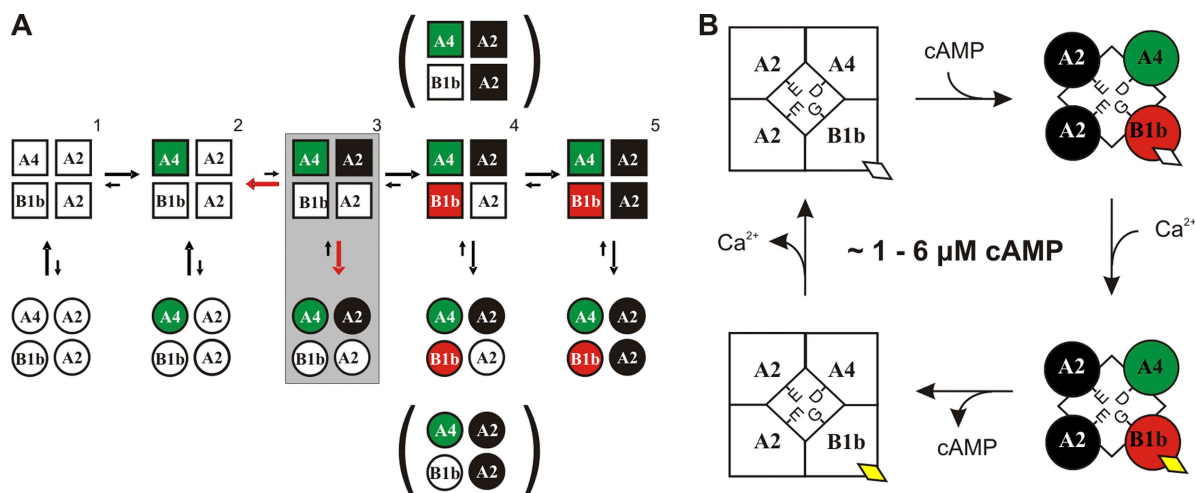 A
A4 A2
B1b A2
1 2 3 4 5
A4 A2 A4 A2 A4 A2 A4 A2 A4 A2
B1b A2 B1b A2 B1b A2 B1b A2 B1b A2
A4 A2 A4 A2 A4 A2 A4 A2 A4 A2
B1b A2 B1b A2 B1b A2 B1b A2 B1b A2
A4 A2
B1b A2
B
A2 A4
E D
E G
A2 B1b
cAMP
A2 A4
E D
E G
A2 B1b
Ca²⁺ ~ 1 - 6 µM cAMP Ca²⁺
A2 A4
E D
E G
A2 B1b
cAMP
A2 A4
E D
E G
A2 B1b